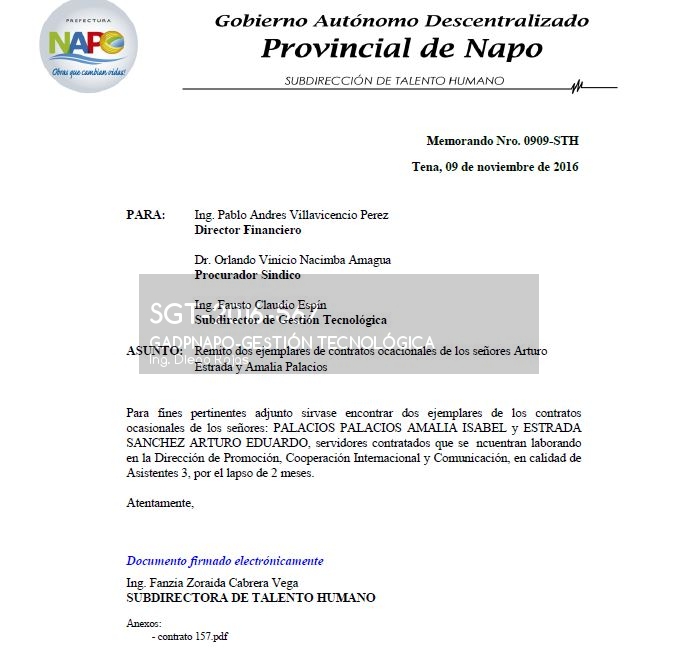 PREFECTURA
NAPO
Obras que cambian vidas!
Gobierno Autónomo Descentralizado
Provincial de Napo
SUBDIRECCIÓN DE TALENTO HUMANO
Memorando Nro. 0909-STH
Tena, 09 de noviembre de 2016
PARA: Ing. Pablo Andres Villavicencio Perez
Director Financiero
Dr. Orlando Vinicio Nacimba Amagua
Procurador Sindico
Ing. Fausto Claudio Espín
SGT-2016-567
Subdirector de Gestión Tecnológica
GADPNAPO-GESTIÓN TECNOLÓGICA
ASUNTO: Remito dos ejemplares de contratos ocacionales de los señores Arturo
Ing. Diego Rojas
Estrada y Amalia Palacios
Para fines pertinentes adjunto sirvase encontrar dos ejemplares de los contratos
ocasionales de los señores: PALACIOS PALACIOS AMALIA ISABEL y ESTRADA
SANCHEZ ARTURO EDUARDO, servidores contratados que se ncuentran laborando
en la Dirección de Promoción, Cooperación Internacional y Comunicación, en calidad de
Asistentes 3, por el lapso de 2 meses.
Atentamente,
Documento firmado electrónicamente
Ing. Fanzia Zoraida Cabrera Vega
SUBDIRECTORA DE TALENTO HUMANO
Anexos:
- contrato 157.pdf